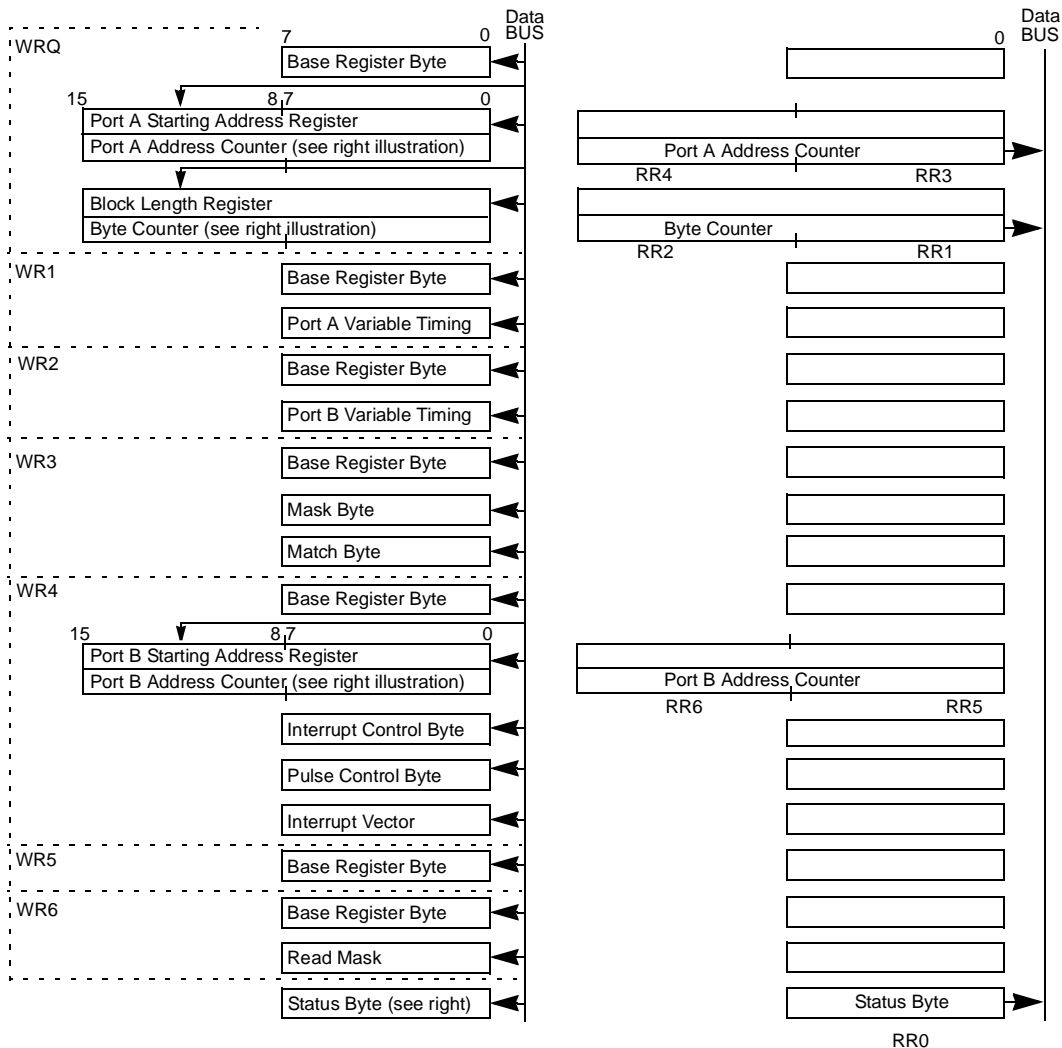 Data BUS
Data BUS
WRQ
7 0
0
Base Register Byte
15 8 7 0
Port A Starting Address Register
Port A Address Counter (see right illustration)
Port A Address Counter
RR4 RR3
Block Length Register
Byte Counter (see right illustration)
Byte Counter
RR2 RR1
WR1
Base Register Byte
Port A Variable Timing
WR2
Base Register Byte
Port B Variable Timing
WR3
Base Register Byte
Mask Byte
Match Byte
WR4
Base Register Byte
15 8 7 0
Port B Starting Address Register
Port B Address Counter (see right illustration)
Port B Address Counter
RR6 RR5
Interrupt Control Byte
Pulse Control Byte
Interrupt Vector
WR5
Base Register Byte
WR6
Base Register Byte
Read Mask
Status Byte (see right)
Status Byte
RR0